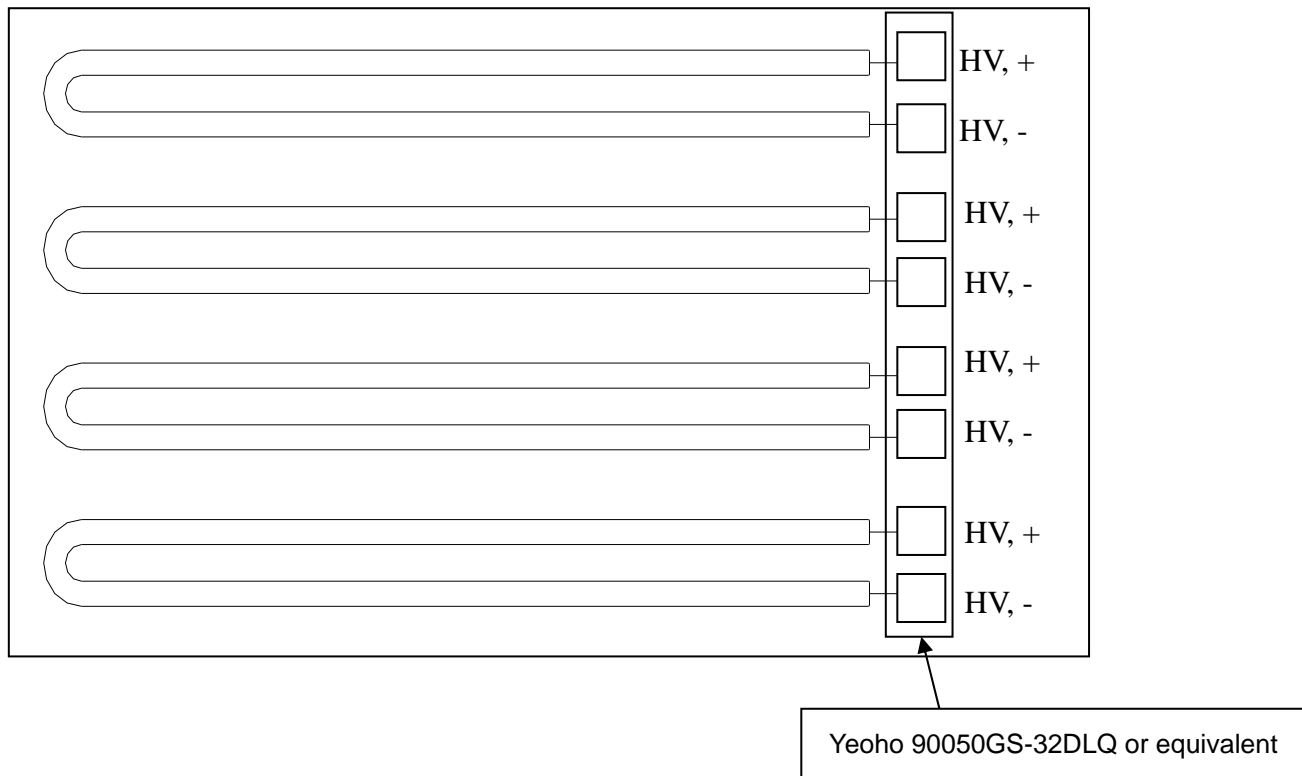 HV, +
HV, -
HV, +
HV, -
HV, +
HV, -
HV, +
HV, -
Yeoho 90050GS-32DLQ or equivalent